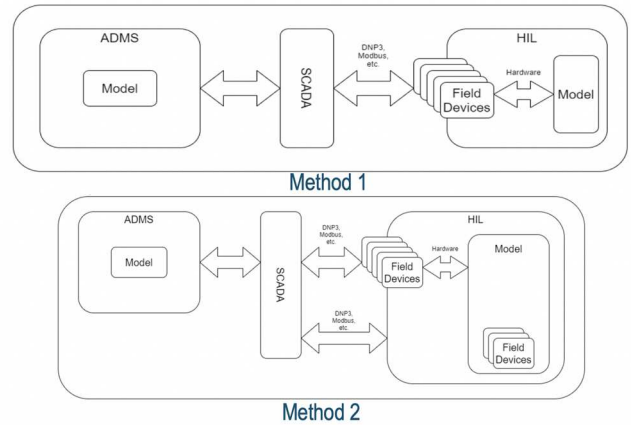 ADMS
Model
SCADA
DNP3,
Modbus,
etc.
HIL
Field
Devices
Hardware
Model
Method 1
ADMS
Model
SCADA
DNP3,
Modbus,
etc.
DNP3,
Modbus,
etc.
HIL
Field
Devices
Hardware
Model
Field
Devices
Method 2